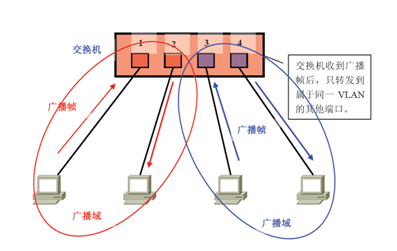 1 2 3 4
交换机
交换机收到广播
帧后，只转发到
属于同一 VLAN
的其他端口。
广播帧
广播帧
广播域
广播域